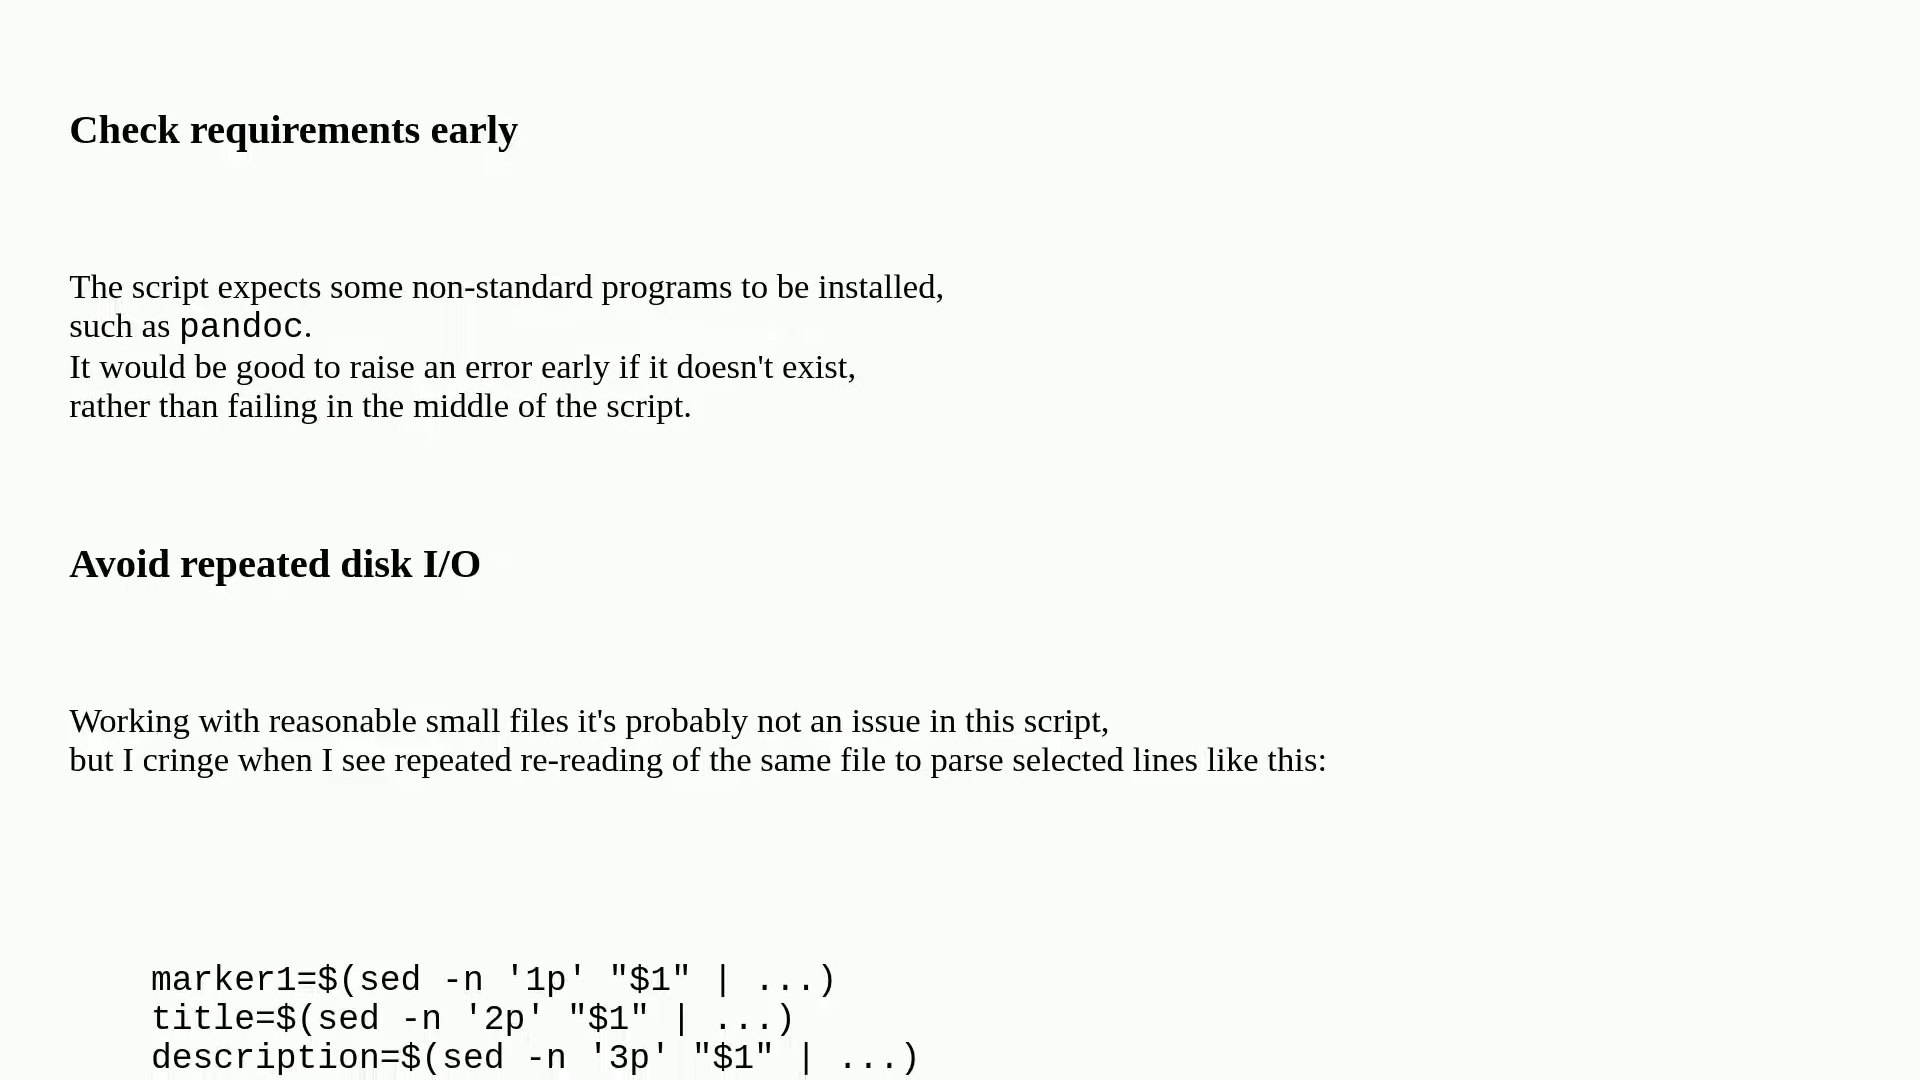 Check requirements early
The script expects some non-standard programs to be installed,
such as pandoc.
It would be good to raise an error early if it doesn't exist,
rather than failing in the middle of the script.
Avoid repeated disk I/O
Working with reasonable small files it's probably not an issue in this script,
but I cringe when I see repeated re-reading of the same file to parse selected lines like this:
marker1=$(sed -n '1p' "$1" | ...)
title=$(sed -n '2p' "$1" | ...)
description=$(sed -n '3p' "$1" | ...)